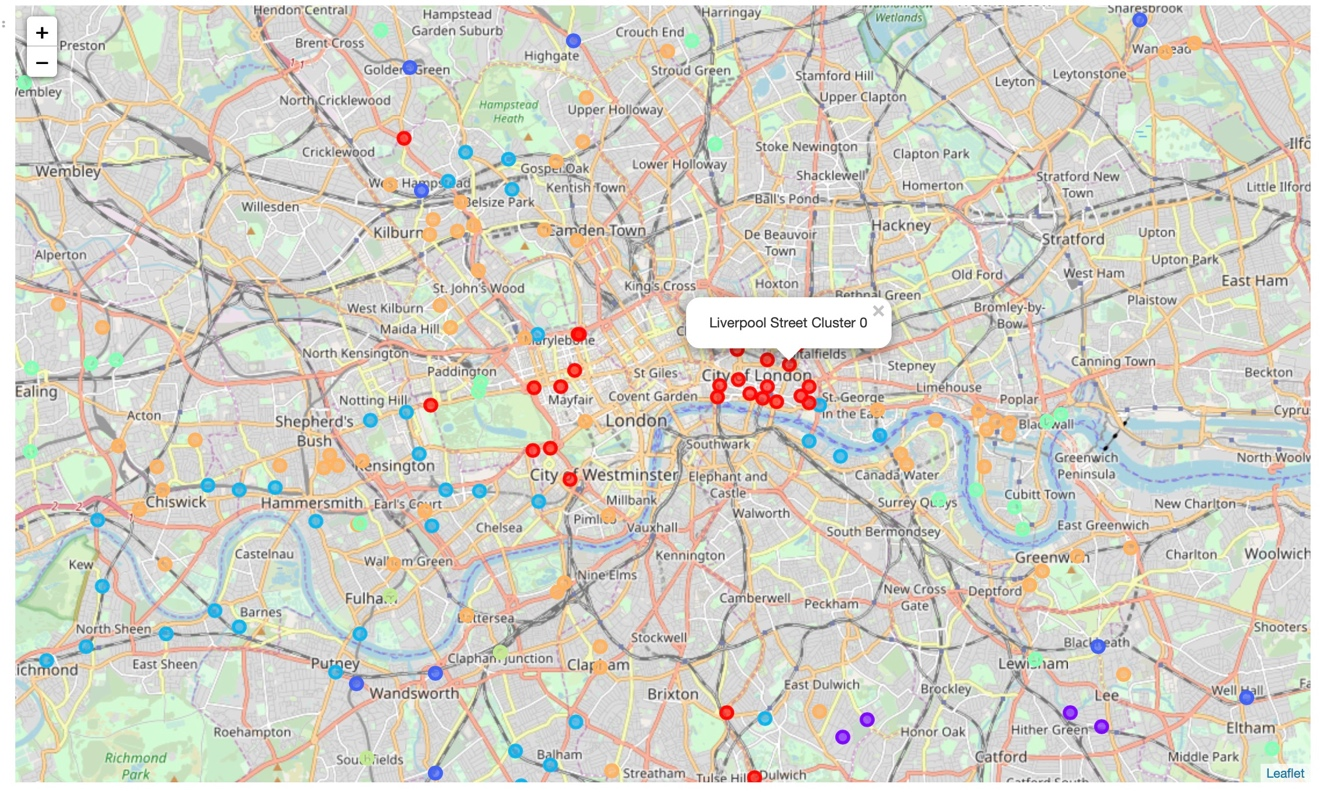 Hendon Central
Hampstead
Garden Suburb
Crouch End
Harringay
Wetlands
Snaresbrook
+
Preston
Brent Cross
Highgate
Wanstead
−
Golders Green
Stroud Green
Stamford Hill
Leyton
Leytonstone
Wembley
North Cricklewood
Hampstead
Heath
Upper Holloway
Upper Clapton
Cricklewood
Stoke Newington
Clapton Park
Ilfo
Wembley
Gospel Oak
Lower Holloway
Shacklewell
Stratford New
Town
West Hampstead
Kentish Town
Homerton
Little Ilford
Willesden
Belsize Park
Ball's Pond
Kilburn
Camden Town
De Beauvoir
Town
Hackney
Stratford
Upton
Alperton
Upton Park
St. John's Wood
King's Cross
Hoxton
Old Ford
West Ham
East Ham
West Kilburn
Bethnal Green
Bromley-by-
Bow
Plaistow
Maida Hill
Liverpool Street Cluster 0
×
Marylebone
North Kensington
Spitalfields
Stepney
Canning Town
Paddington
St Giles
City of London
Limehouse
Ealing
Notting Hill
Mayfair
Covent Garden
St.-George
in the East
Poplar
Acton
Shepherd's
Bush
London
Blackwall
Cyprus
Southwark
Kensington
City of Westminster
Elephant and
Castle
Canada Water
Greenwich
Peninsula
North Woolw
Chiswick
Hammersmith
Earl's Court
Millbank
Walworth
Surrey Quays
Cubitt Town
New Charlton
Chelsea
Pimlico
Vauxhall
South Bermondsey
East Greenwich
Castelnau
Kennington
Greenwich
Charlton
Woolwich
Kew
Walham Green
Nine Elms
Fulham
Camberwell
Peckham
New Cross
Gate
Deptford
Barnes
Battersea
North Sheen
Stockwell
Shooters
Blackheath
Richmond
East Sheen
Putney
Clapham Junction
Clapham
Lewisham
Wandsworth
Brixton
East Dulwich
Brockley
Lee
Well Hall
Roehampton
Honor Oak
Hither Green
Eltham
Richmond
Park
Southfields
Balham
Catford
Middle Park
Streatham
Tulse Hill
Dulwich
Catford South
Leaflet